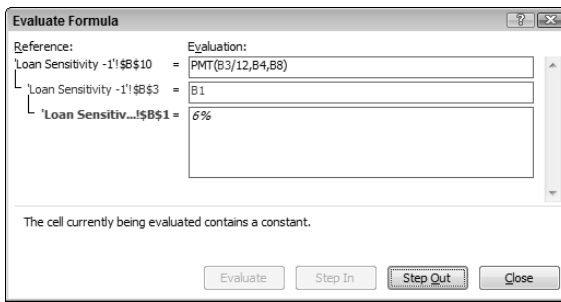 Evaluate Formula
Reference: Evaluation:
'Loan Sensitivity -1'!$B$10 = PMT(B3/12,B4,B8)
'Loan Sensitivity -1'!$B$3 = B1
'Loan Sensitiv...!$B$1 = 6%
The cell currently being evaluated contains a constant.
Evaluate Step In Step Out Close